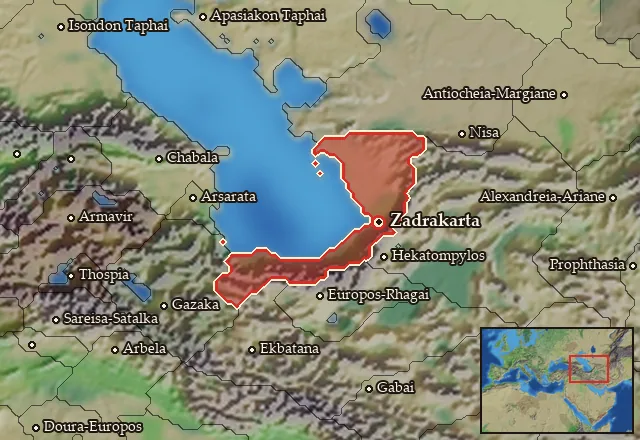 Apasiakon Taphai
Isondon Taphai
Antiocheia-Margiane
Nisa
Chabala
Arsarata
Alexandreia-Ariane
Armavir
Zadrakarta
Hekatompylos
Prophthasia
Thospia
Europos-Rhagai
Gazaka
Sareisa-Satalka
Arbela
Ekbatana
Gabai
Doura-Europos